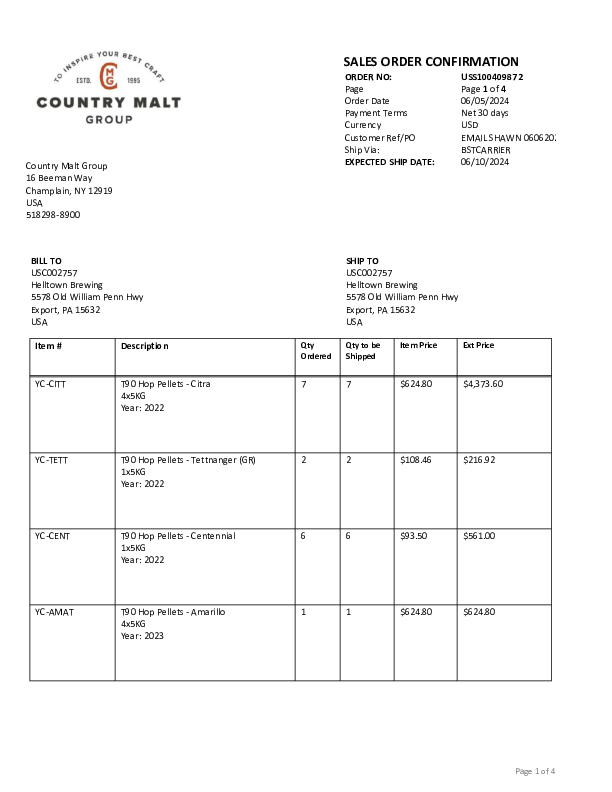 TO INSPIRE YOUR BEST CRAFT
ESTD. CMG 1995
COUNTRY MALT
GROUP
SALES ORDER CONFIRMATION
ORDER NO: USS100409872
Page Page 1 of 4
Order Date 06/05/2024
Payment Terms Net 30 days
Currency USD
Customer Ref/PO EMAIL SHAWN 060620
Ship Via: BSTCARRIER
EXPECTED SHIP DATE: 06/10/2024
Country Malt Group
16 Beeman Way
Champlain, NY 12919
USA
518298-8900
BILL TO
USC002757
Helltown Brewing
5578 Old William Penn Hwy
Export, PA 15632
USA
SHIP TO
USC002757
Helltown Brewing
5578 Old William Penn Hwy
Export, PA 15632
USA
Item # Description Qty Ordered Qty to be Shipped Item Price Ext Price
YC-CITT T90 Hop Pellets - Citra 7 7 $624.80 $4,373.60
4x5KG
Year: 2022
YC-TETT T90 Hop Pellets - Tettnanger (GR) 2 2 $108.46 $216.92
1x5KG
Year: 2022
YC-CENT T90 Hop Pellets - Centennial 6 6 $93.50 $561.00
1x5KG
Year: 2022
YC-AMAT T90 Hop Pellets - Amarillo 1 1 $624.80 $624.80
4x5KG
Year: 2023
Page 1 of 4